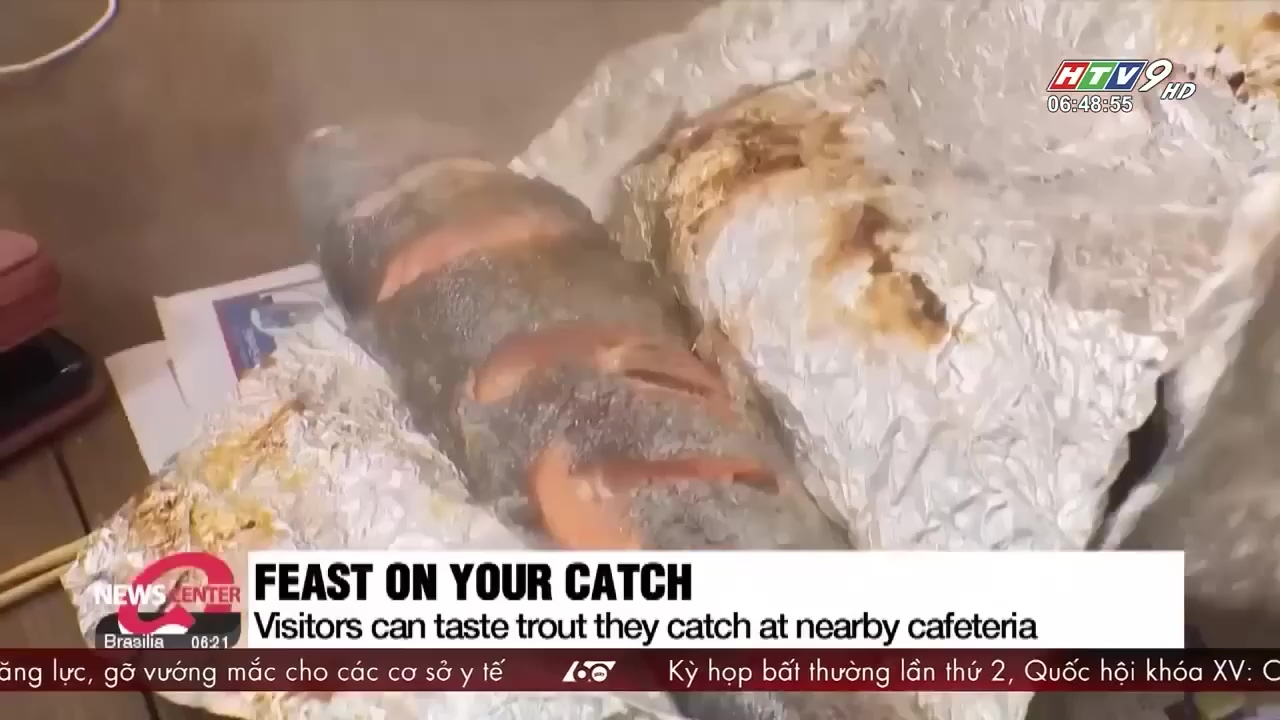 HTV9 HD
06:48:55
FEAST ON YOUR CATCH
NEWS CENTER
Visitors can taste trout they catch at nearby cafeteria
Brasilia 06:21
ăng lực, gỡ vướng mắc cho các cơ sở y tế
60 giây
Kỳ họp bất thường lần thứ 2, Quốc hội khóa XV: C